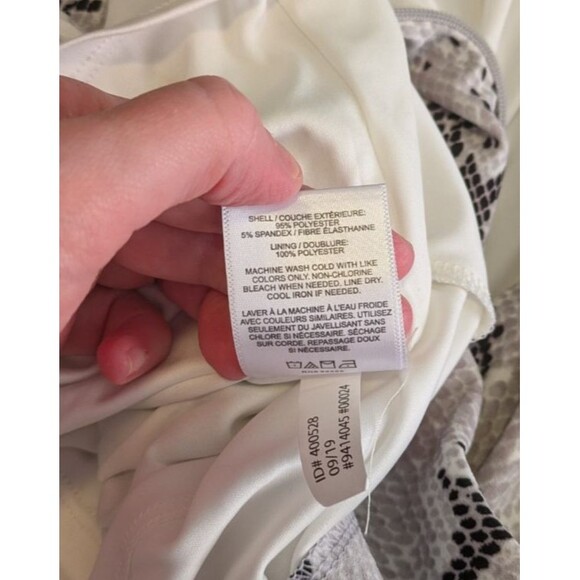 SHELL / COUCHE EXTÉRIEURE:
95% POLYESTER
5% SPANDEX / FIBRE ÉLASTHANNE
LINING / DOUBLURE:
100% POLYESTER
MACHINE WASH COLD WITH LIKE
COLORS ONLY. NON-CHLORINE
BLEACH WHEN NEEDED. LINE DRY.
COOL IRON IF NEEDED.
LAVER À LA MACHINE À L'EAU FROIDE
AVEC COULEURS SIMILAIRES. UTILISEZ
SEULEMENT DU JAVELLISANT SANS
CHLORE SI NÉCESSAIRE. SÉCHAGE
SUR CORDE. REPASSAGE DOUX
SI NÉCESSAIRE.
ID# 400528
09/19
#9414045 #00024